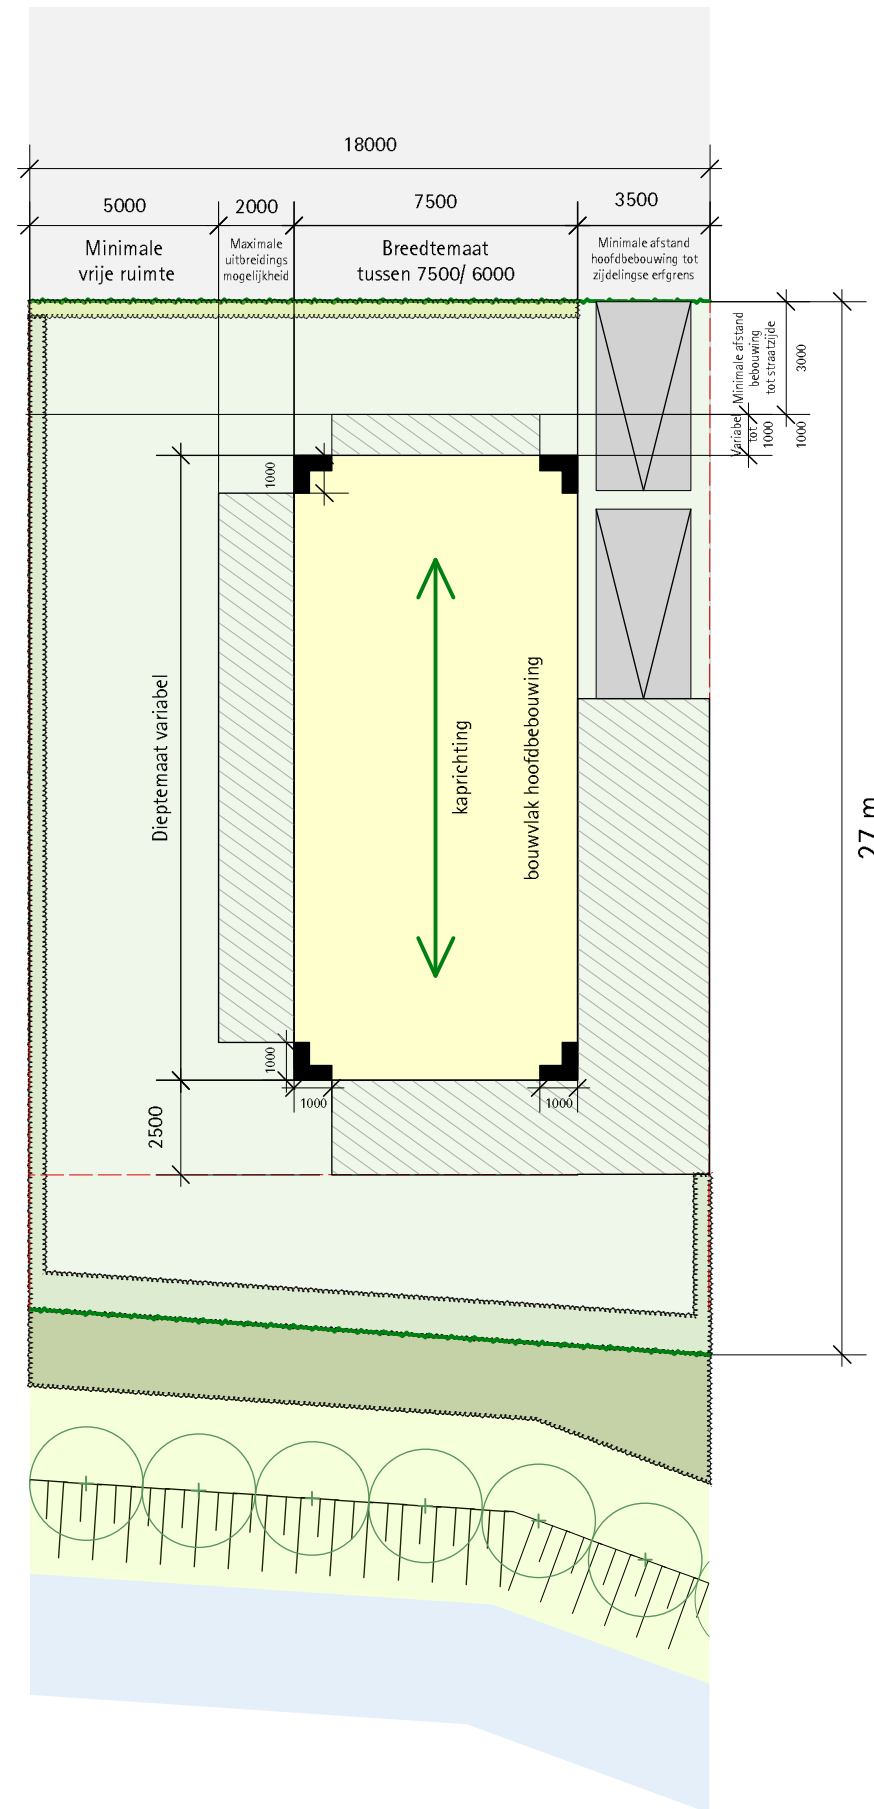 18000
5000
2000
7500
3500
Minimale
vrije ruimte
Maximale
uitbreidings
mogelijkheid
Breedtemaat
tussen 7500/ 6000
Minimale afstand
hoofdbebouwing tot
zijdelingse erfgrens
Minimale afstand
bebouwing
tot straatzijde
3000
Variabel
tot
1000
1000
1000
Dieptemaat variabel
kaprichting
bouwvlak hoofdbebouwing
27 m
1000
1000
1000
2500